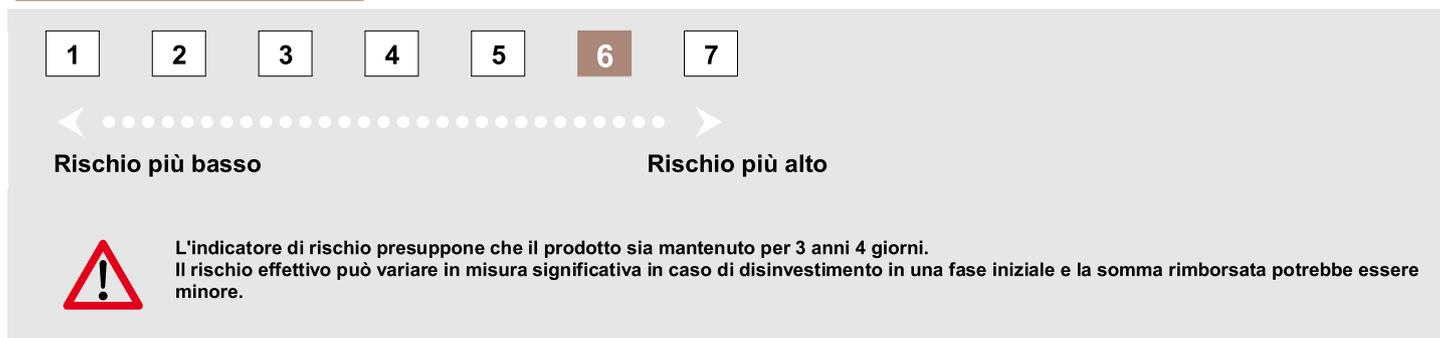 1 2 3 4 5 6 7
Rischio più basso Rischio più alto
L'indicatore di rischio presuppone che il prodotto sia mantenuto per 3 anni 4 giorni.
Il rischio effettivo può variare in misura significativa in caso di disinvestimento in una fase iniziale e la somma rimborsata potrebbe essere
minore.